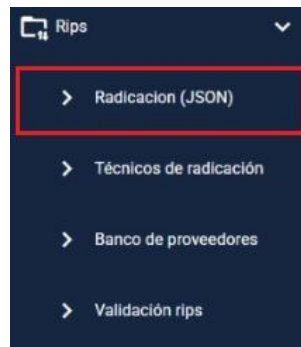 Rips
Radicacion (JSON)
Técnicos de radicación
Banco de proveedores
Validación rips